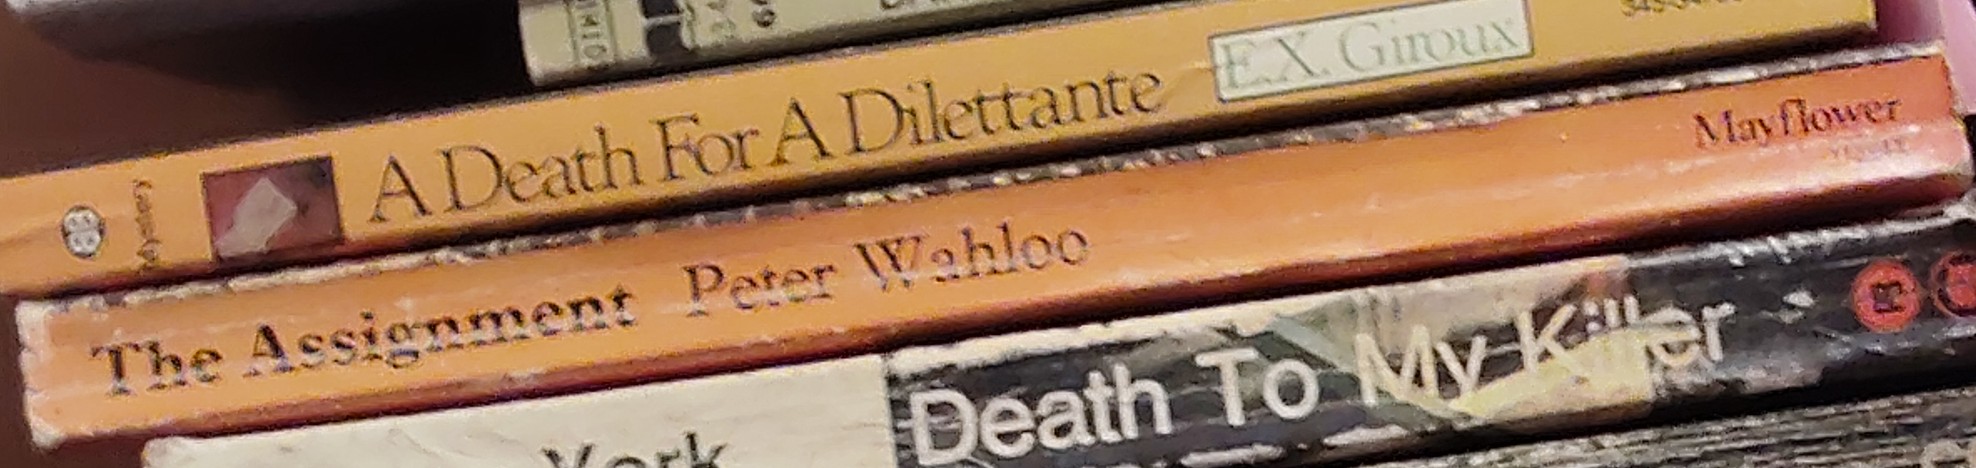 A Death For A Dilettante E.X. Giroux
The Assignment Peter Wahloo Mayflower
York Death To My Killer